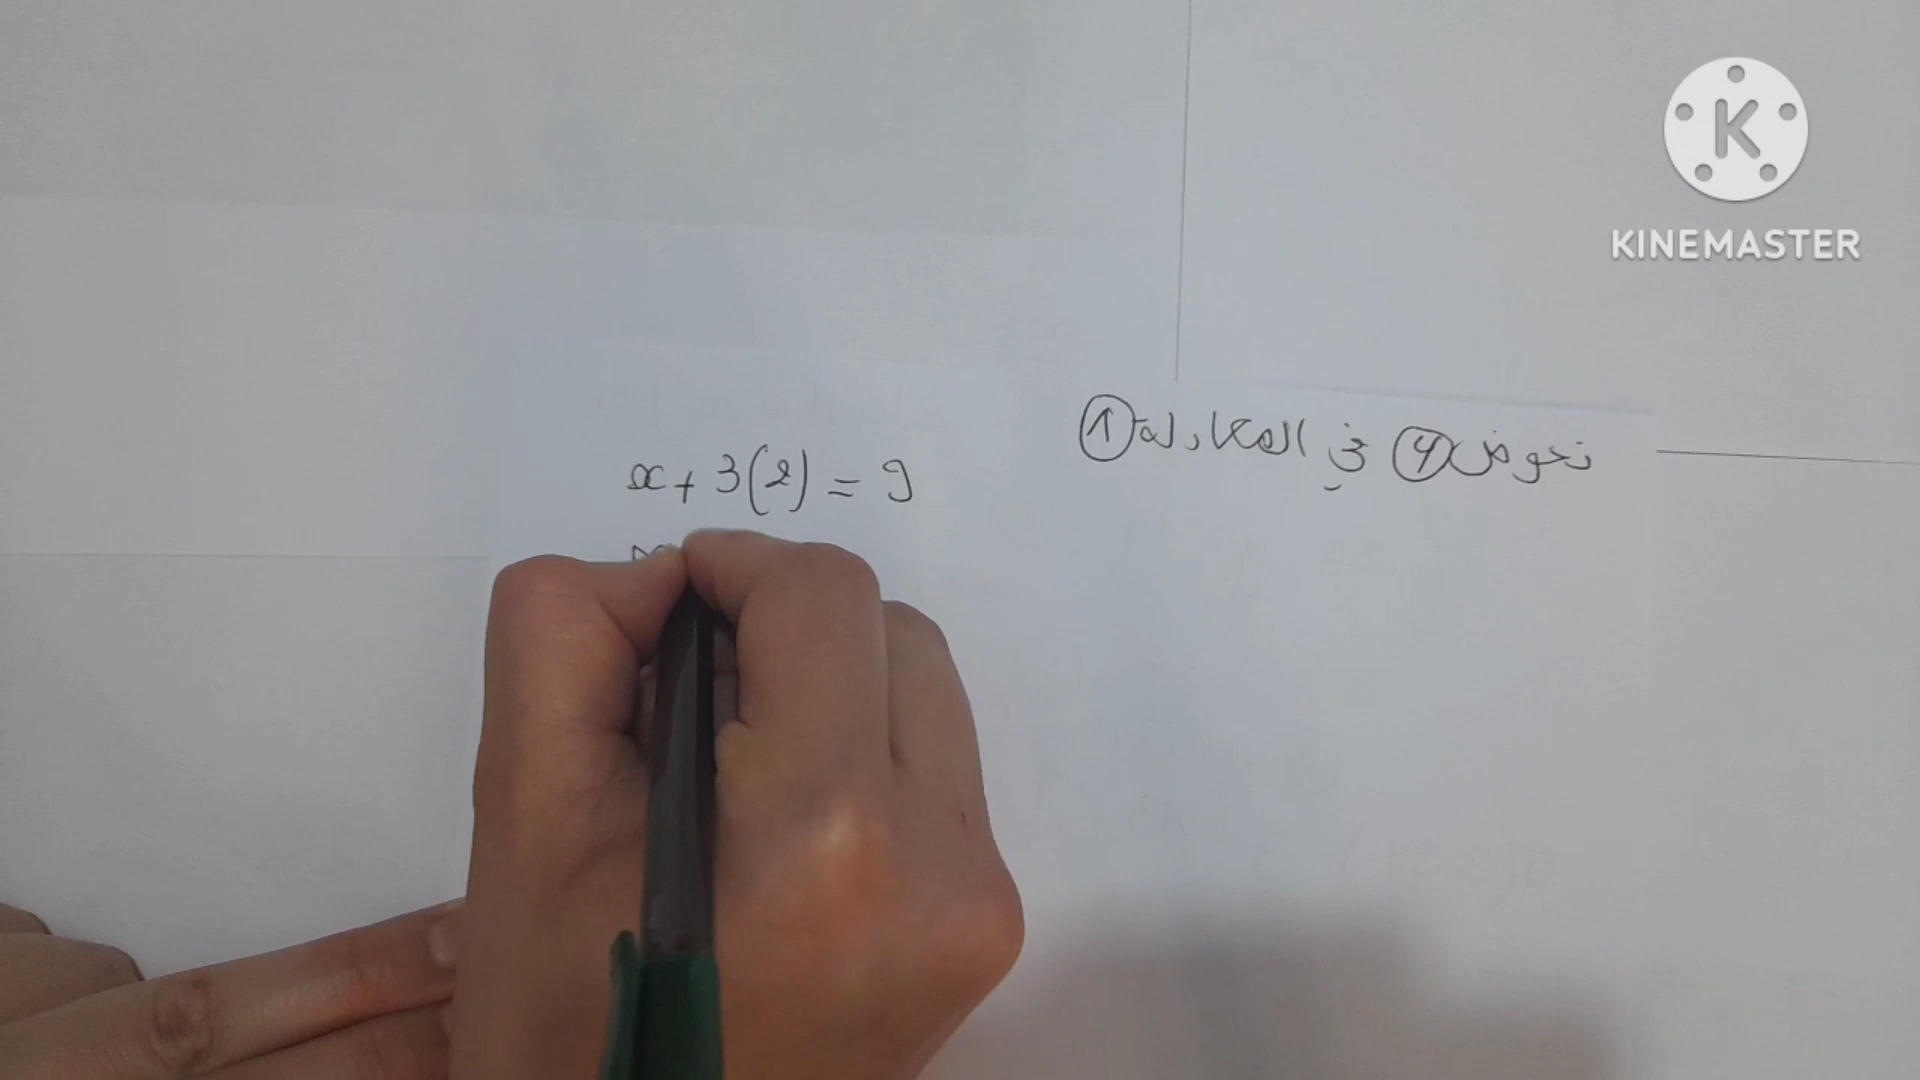 KINEMASTER
نعوض ④ في المعادلة ①
x + 3(2) = 9
x